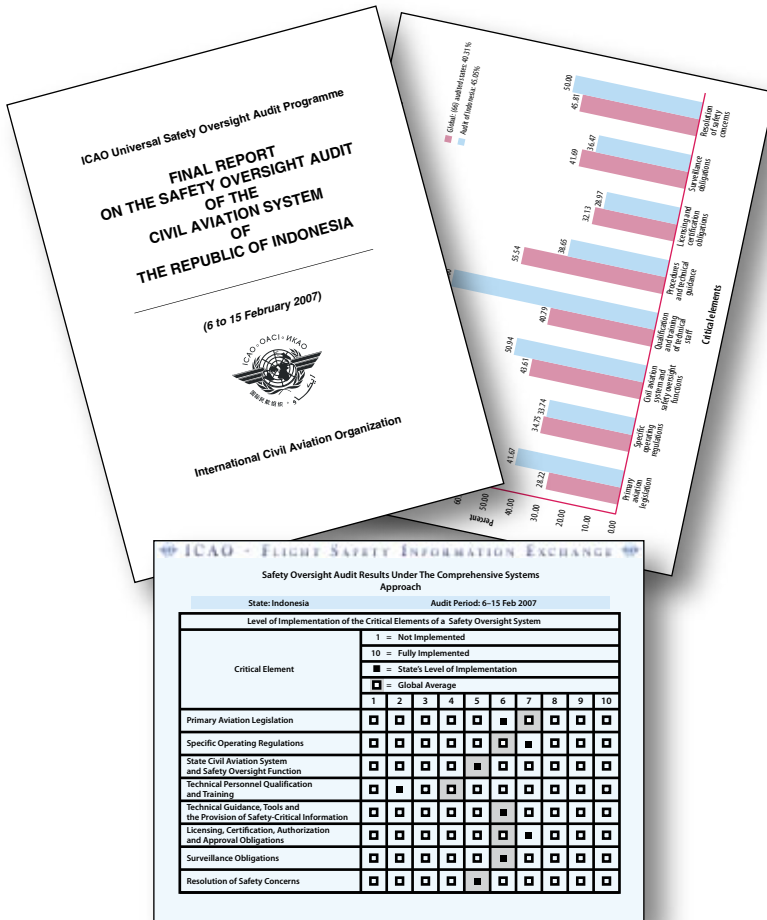 ICAO Universal Safety Oversight Audit Programme
FINAL REPORT
ON THE SAFETY OVERSIGHT AUDIT
OF THE
CIVIL AVIATION SYSTEM
OF
THE REPUBLIC OF INDONESIA
(6 to 15 February 2007)
ICAO · OACI · ИКАО
国际民航组织 · إيكاو
International Civil Aviation Organization
Global: (66) audited states: 40.31%
Audit of Indonesia: 45.05%
Percent
60
50.00
40.00
30.00
20.00
10.00
0.00
28.22
41.67
34.75
33.74
43.61
50.94
40.79
55.54
38.65
32.13
28.97
41.69
36.47
45.81
50.00
Primary
aviation
legislation
Specific
operating
regulations
Civil aviation
system and
safety oversight
functions
Qualification
and training
of technical
staff
Procedures
and technical
guidance
Licensing and
certification
obligations
Surveillance
obligations
Resolution
of safety
concerns
Critical elements
ICAO - FLIGHT SAFETY INFORMATION EXCHANGE
Safety Oversight Audit Results Under The Comprehensive Systems
Approach
State: Indonesia Audit Period: 6–15 Feb 2007
Level of Implementation of the Critical Elements of a Safety Oversight System
Critical Element
1 = Not Implemented
10 = Fully Implemented
■ = State's Level of Implementation
□ = Global Average
1 2 3 4 5 6 7 8 9 10
Primary Aviation Legislation
Specific Operating Regulations
State Civil Aviation System
and Safety Oversight Function
Technical Personnel Qualification
and Training
Technical Guidance, Tools and
the Provision of Safety-Critical Information
Licensing, Certification, Authorization
and Approval Obligations
Surveillance Obligations
Resolution of Safety Concerns